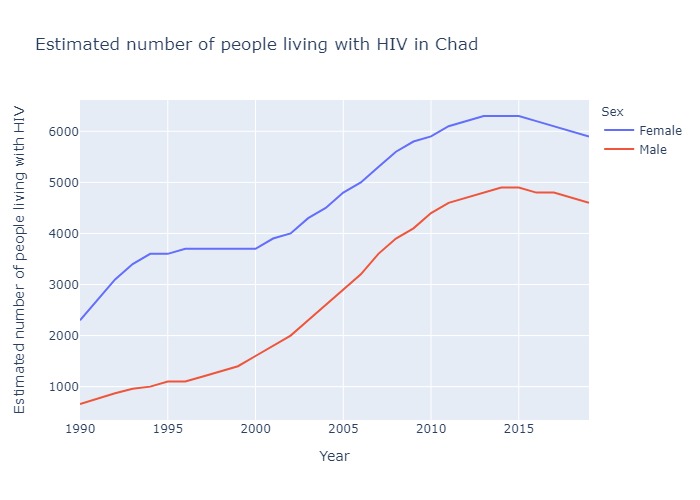 Estimated number of people living with HIV in Chad
Sex
Female
Male
Estimated number of people living with HIV
6000
5000
4000
3000
2000
1000
1990 1995 2000 2005 2010 2015
Year